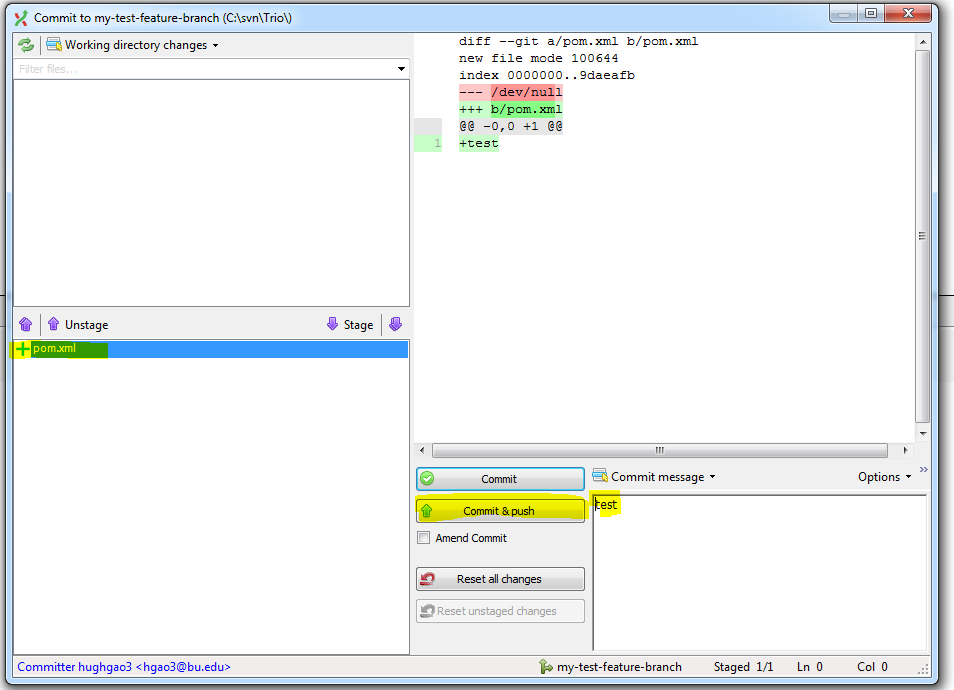 Commit to my-test-feature-branch (C:\svn\Trio\)
Working directory changes
Filter files...
diff --git a/pom.xml b/pom.xml
new file mode 100644
index 0000000..9daeafb
--- /dev/null
+++ b/pom.xml
@@ -0,0 +1 @@
1 +test
Unstage Stage
pom.xml
Commit
Commit & push
Amend Commit
Reset all changes
Reset unstaged changes
Commit message Options
test
Committer hughgao3 <hgao3@bu.edu> my-test-feature-branch Staged 1/1 Ln 0 Col 0